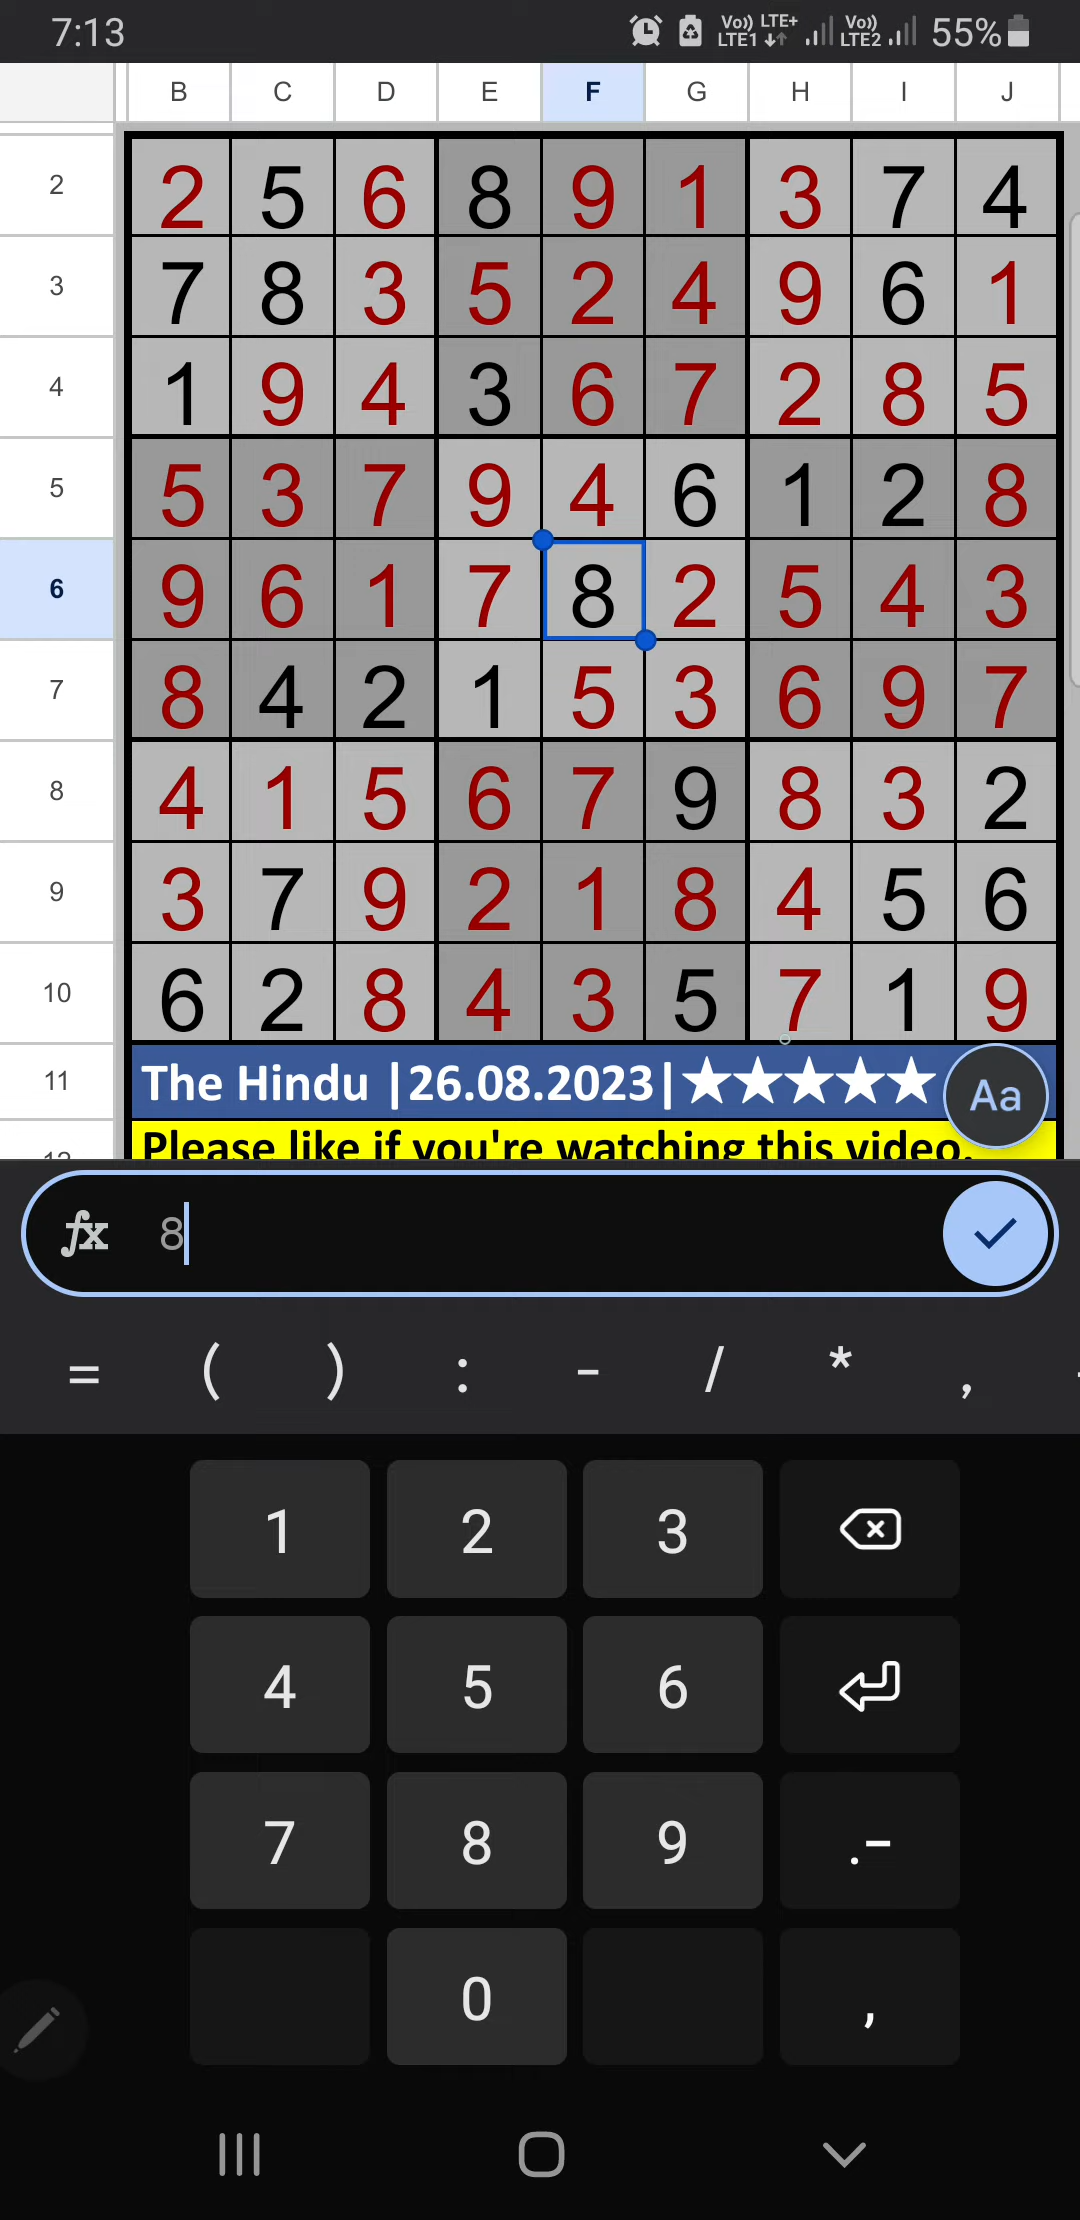 7:13 Vo)) LTE1 LTE+ Vo)) LTE2 55%
B C D E F G H I J
2 2 5 6 8 9 1 3 7 4
3 7 8 3 5 2 4 9 6 1
4 1 9 4 3 6 7 2 8 5
5 5 3 7 9 4 6 1 2 8
6 9 6 1 7 8 2 5 4 3
7 8 4 2 1 5 3 6 9 7
8 4 1 5 6 7 9 8 3 2
9 3 7 9 2 1 8 4 5 6
10 6 2 8 4 3 5 7 1 9
11 The Hindu |26.08.2023|★★★★★ Aa
12 Please like if you're watching this video.
fx 8
= ( ) : - / * ,
1 2 3
4 5 6
7 8 9 .-
0 ,